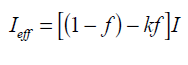 I_eff = [(1 − f) − kf]I